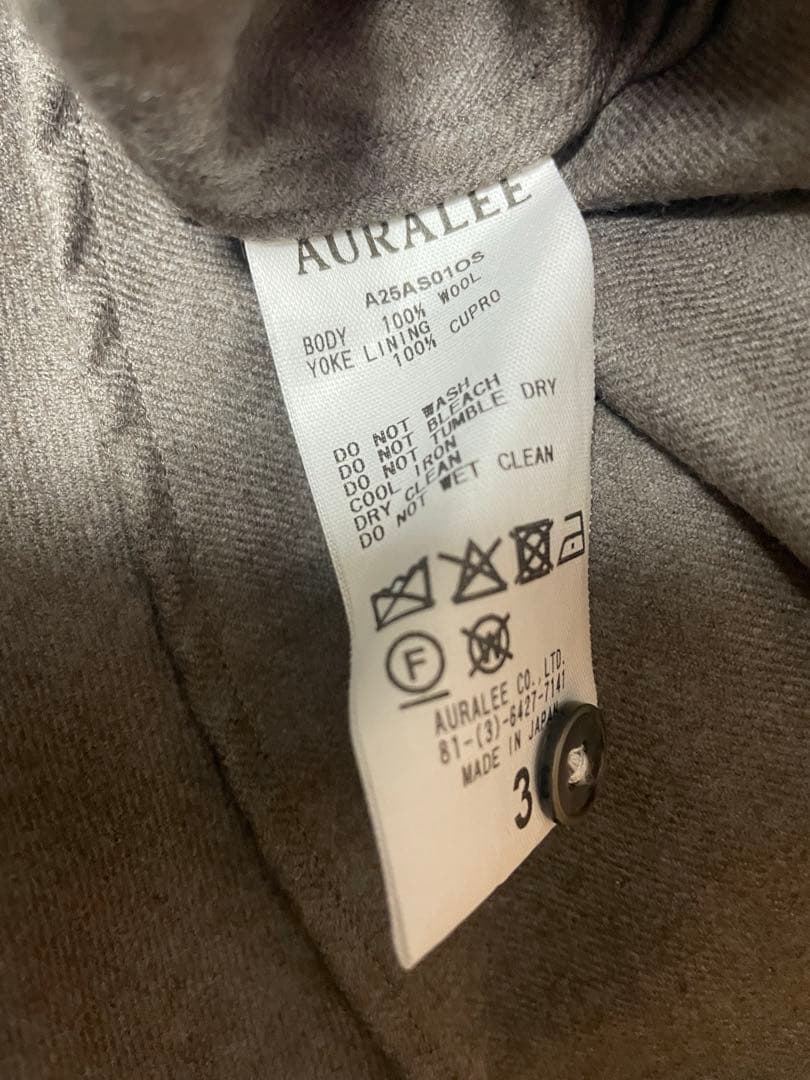 AURALEE
A25AS01OS
BODY 100% WOOL
YOKE LINING
100% CUPRO
DO NOT WASH
DO NOT BLEACH
DO NOT TUMBLE DRY
COOL IRON
DRY CLEAN
DO NOT WET CLEAN
F W
AURALEE CO.,LTD.
81-(3)-6427-7141
MADE IN JAPAN
3